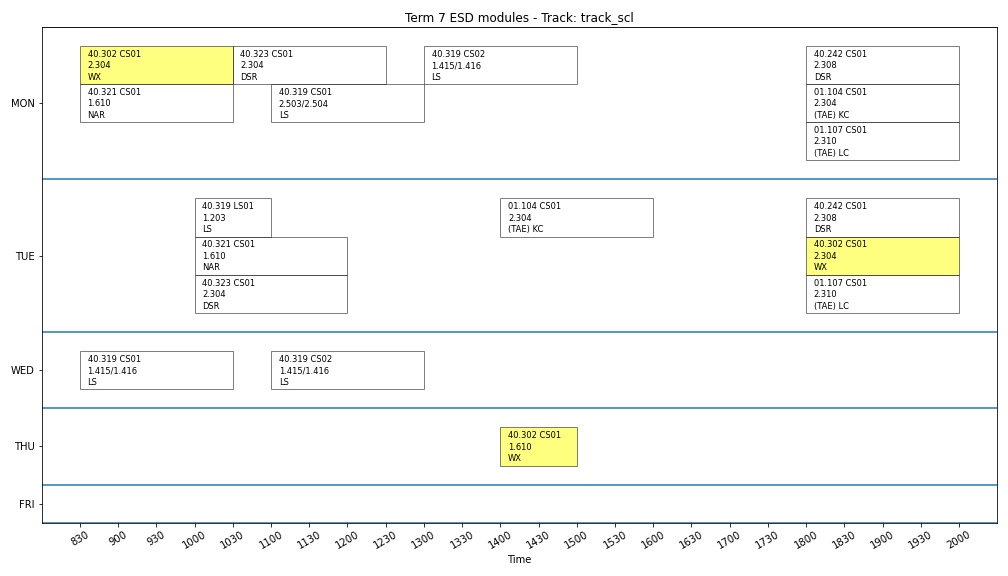 Term 7 ESD modules - Track: track_scl
MON
40.302 CS01
2.304
WX
40.323 CS01
2.304
DSR
40.319 CS02
1.415/1.416
LS
40.242 CS01
2.308
DSR
40.321 CS01
1.610
NAR
40.319 CS01
2.503/2.504
LS
01.104 CS01
2.304
(TAE) KC
01.107 CS01
2.310
(TAE) LC
TUE
40.319 LS01
1.203
LS
01.104 CS01
2.304
(TAE) KC
40.242 CS01
2.308
DSR
40.321 CS01
1.610
NAR
40.302 CS01
2.304
WX
40.323 CS01
2.304
DSR
01.107 CS01
2.310
(TAE) LC
WED
40.319 CS01
1.415/1.416
LS
40.319 CS02
1.415/1.416
LS
THU
40.302 CS01
1.610
WX
FRI
830 900 930 1000 1030 1100 1130 1200 1230 1300 1330 1400 1430 1500 1600 1630 1700 1730 1800 1830 1900 1930 2000
Time